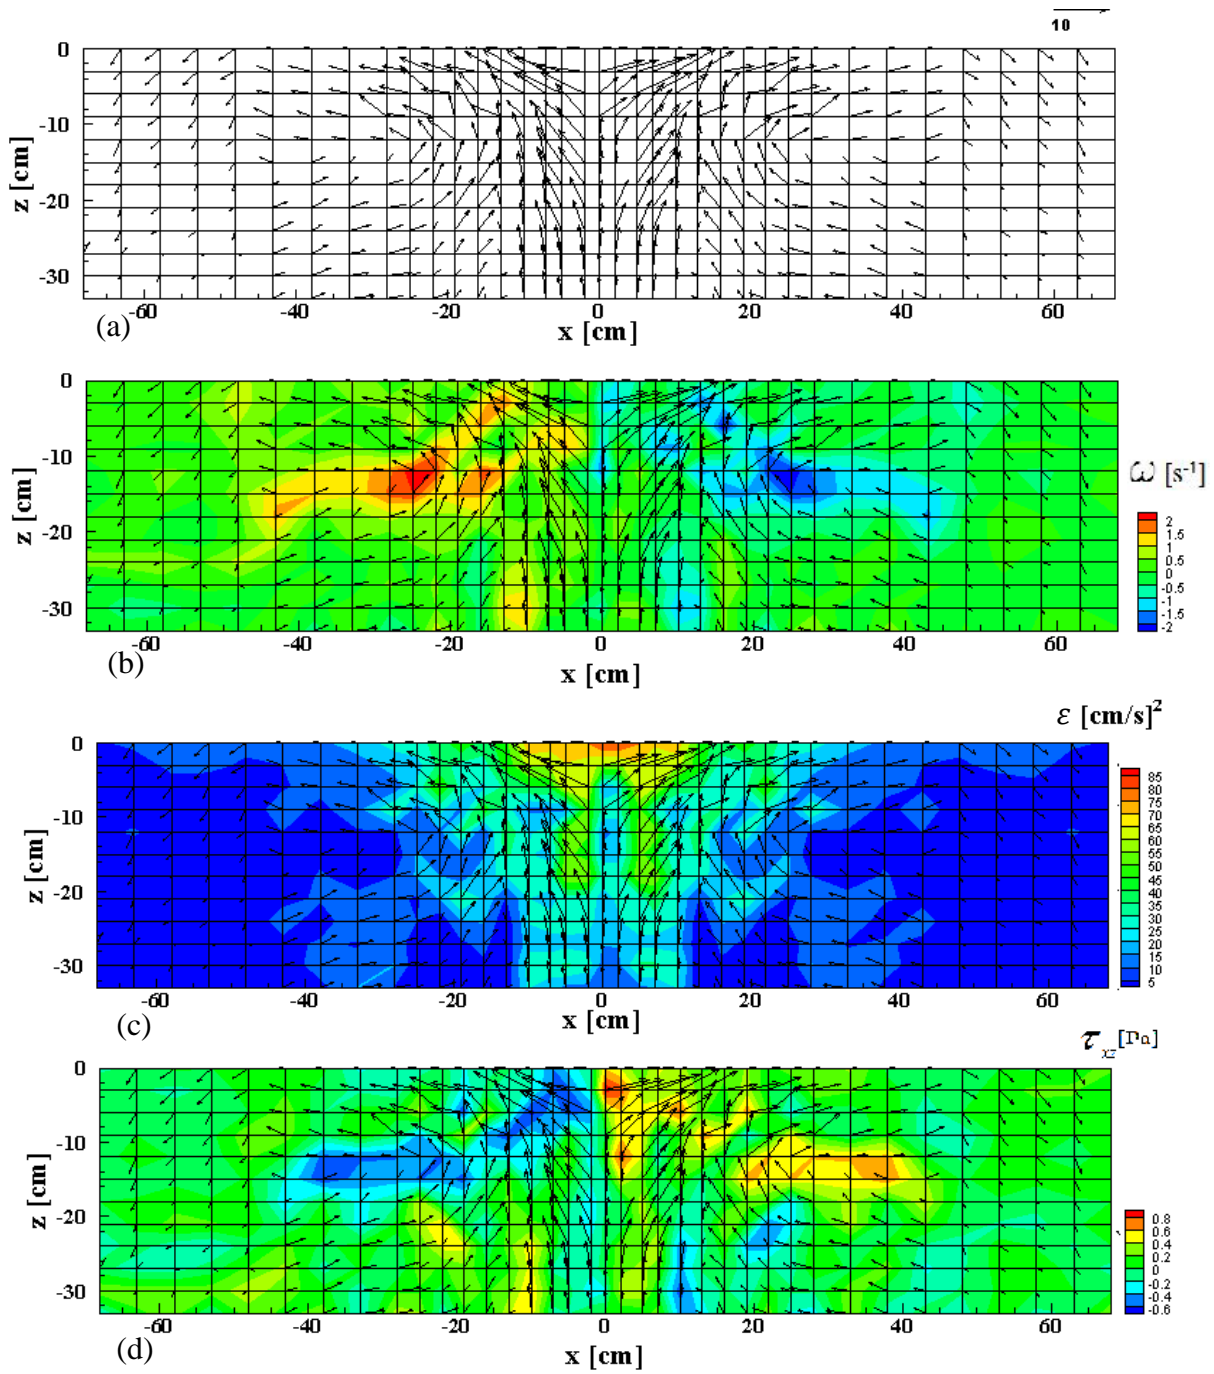 10
0
-10
-20
-30
z [cm]
-60 -40 -20 0 20 40 60
(a)
x [cm]
0
-10
-20
-30
z [cm]
ω [s⁻¹]
2
1.5
1
0.5
0
-0.5
-1
-1.5
-2
-60 -40 -20 0 20 40 60
(b)
x [cm]
ε [cm/s]²
0
-10
-20
-30
z [cm]
85
80
75
70
65
60
55
50
45
40
35
30
25
20
15
10
5
-60 -40 -20 0 20 40 60
(c)
x [cm]
τxz [Pa]
0
-10
-20
-30
z [cm]
0.8
0.6
0.4
0.2
0
-0.2
-0.4
-0.6
-60 -40 -20 0 20 40 60
(d)
x [cm]